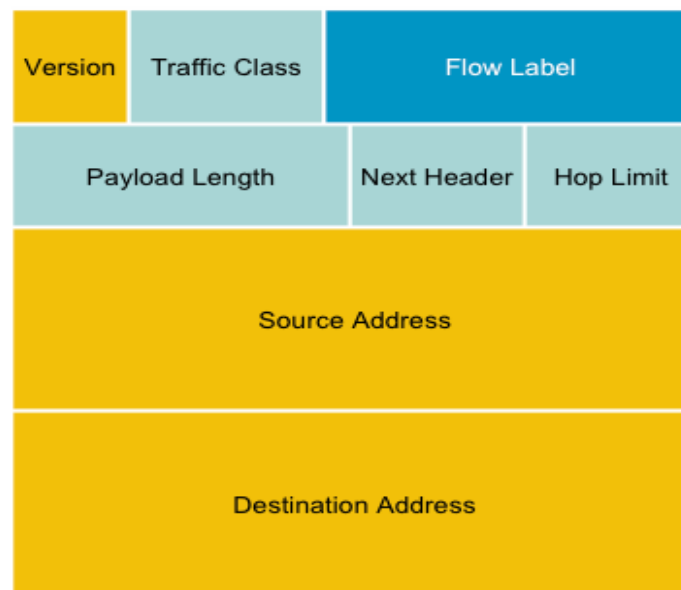 Version
Traffic Class
Flow Label
Payload Length
Next Header
Hop Limit
Source Address
Destination Address